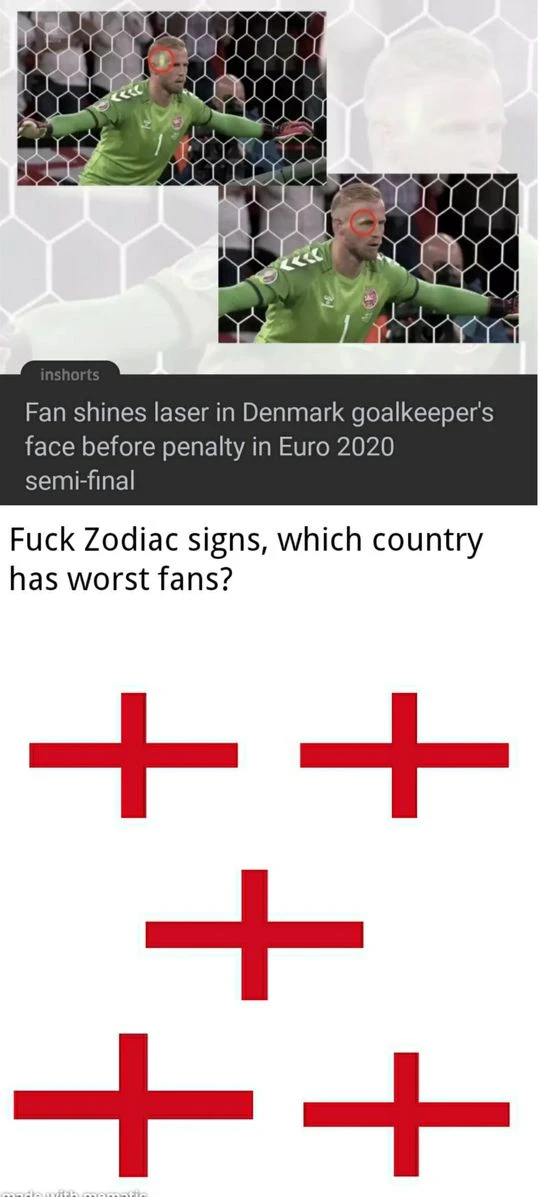 inshorts
Fan shines laser in Denmark goalkeeper's
face before penalty in Euro 2020
semi-final
Fuck Zodiac signs, which country
has worst fans?
made with mematic